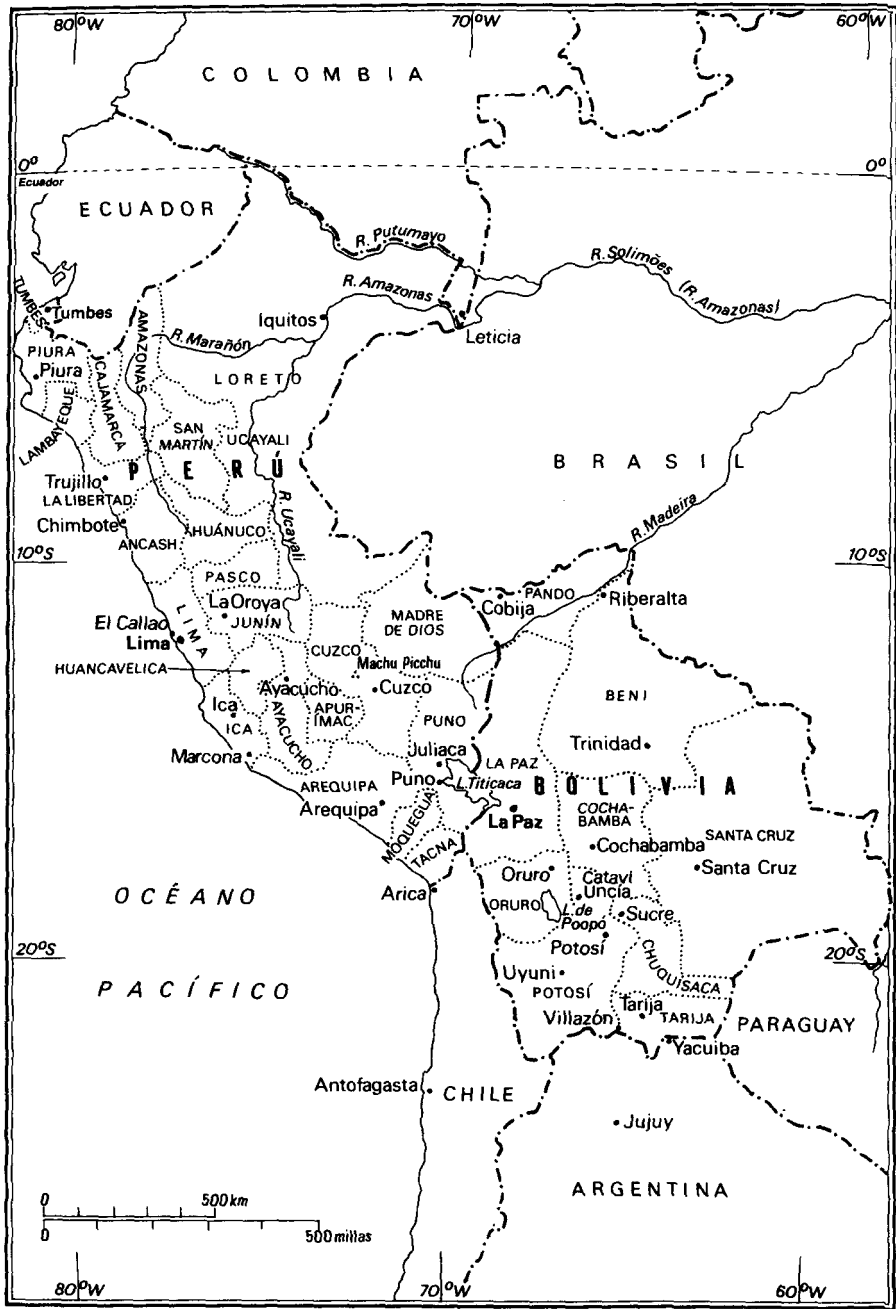 80°W 70°W 60°W
COLOMBIA
0° 0°
Ecuador
ECUADOR
R. Putumayo
R. Solimões (R. Amazonas)
R. Amazonas
TUMBES
Tumbes
Iquitos
Leticia
AMAZONAS
R. Marañón
PIURA
Piura
LORETO
CAJAMARCA
LAMBAYEQUE
SAN
MARTÍN
UCAYALI
PERÚ
BRASIL
Trujillo
LA LIBERTAD
R. Ucayali
R. Madeira
Chimbote
HUÁNUCO
ANCASH
10°S 10°S
PASCO
La Oroya
JUNÍN
MADRE
DE DIOS
Cobija
PANDO
Riberalta
El Callao
Lima
LIMA
CUZCO
Machu Picchu
HUANCAVELICA
Ayacucho
Cuzco
APUR-
ÍMAC
BENI
Ica
ICA
AYACUCHO
PUNO
Trinidad
Marcona
Juliaca
LA PAZ
Puno
L. Titicaca
BOLIVIA
AREQUIPA
Arequipa
COCHA-
BAMBA
MOQUEGUA
La Paz
Cochabamba
SANTA CRUZ
TACNA
Santa Cruz
Oruro
Arica
Catavi
Uncía
OCÉANO
ORURO
L. de
Poopó
Sucre
Potosí
CHUQUISACA
20°S 20°S
PACÍFICO
Uyuni
POTOSÍ
Tarija
TARIJA
Villazón
PARAGUAY
Yacuiba
Antofagasta
CHILE
Jujuy
ARGENTINA
0 500 km
0 500 millas
80°W 70°W 60°W